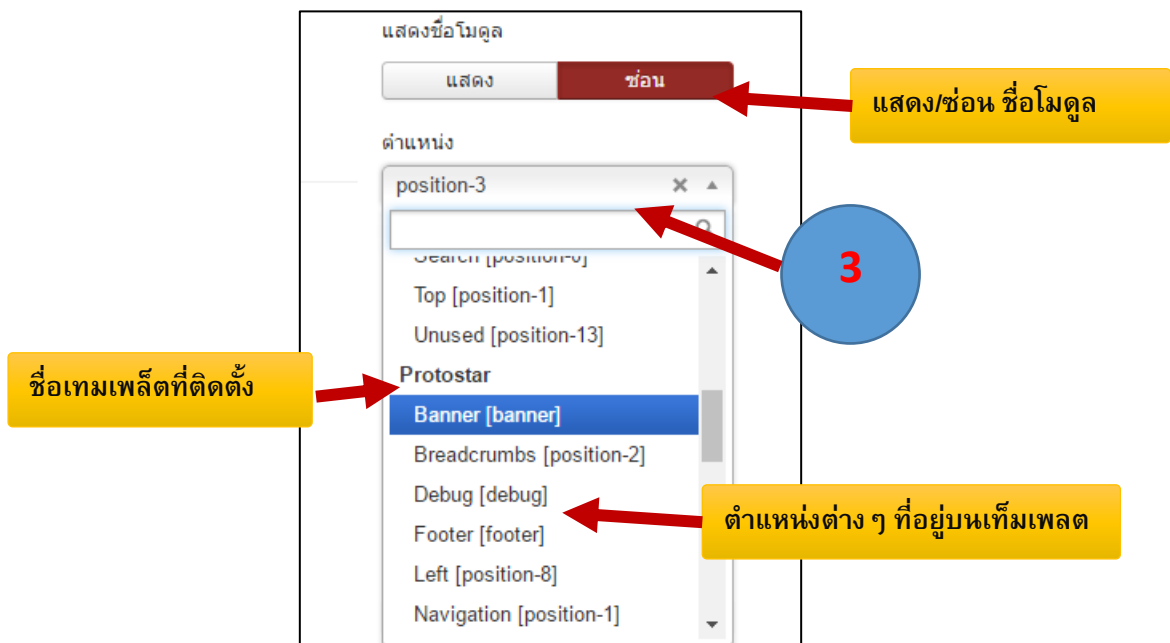 แสดงชื่อโมดูล
แสดง
ซ่อน
แสดง/ซ่อน ชื่อโมดูล
ตำแหน่ง
position-3
3
Search [position-0]
Top [position-1]
Unused [position-13]
ชื่อเทมเพล็ตที่ติดตั้ง
Protostar
Banner [banner]
Breadcrumbs [position-2]
Debug [debug]
ตำแหน่งต่าง ๆ ที่อยู่บนเท็มเพลต
Footer [footer]
Left [position-8]
Navigation [position-1]